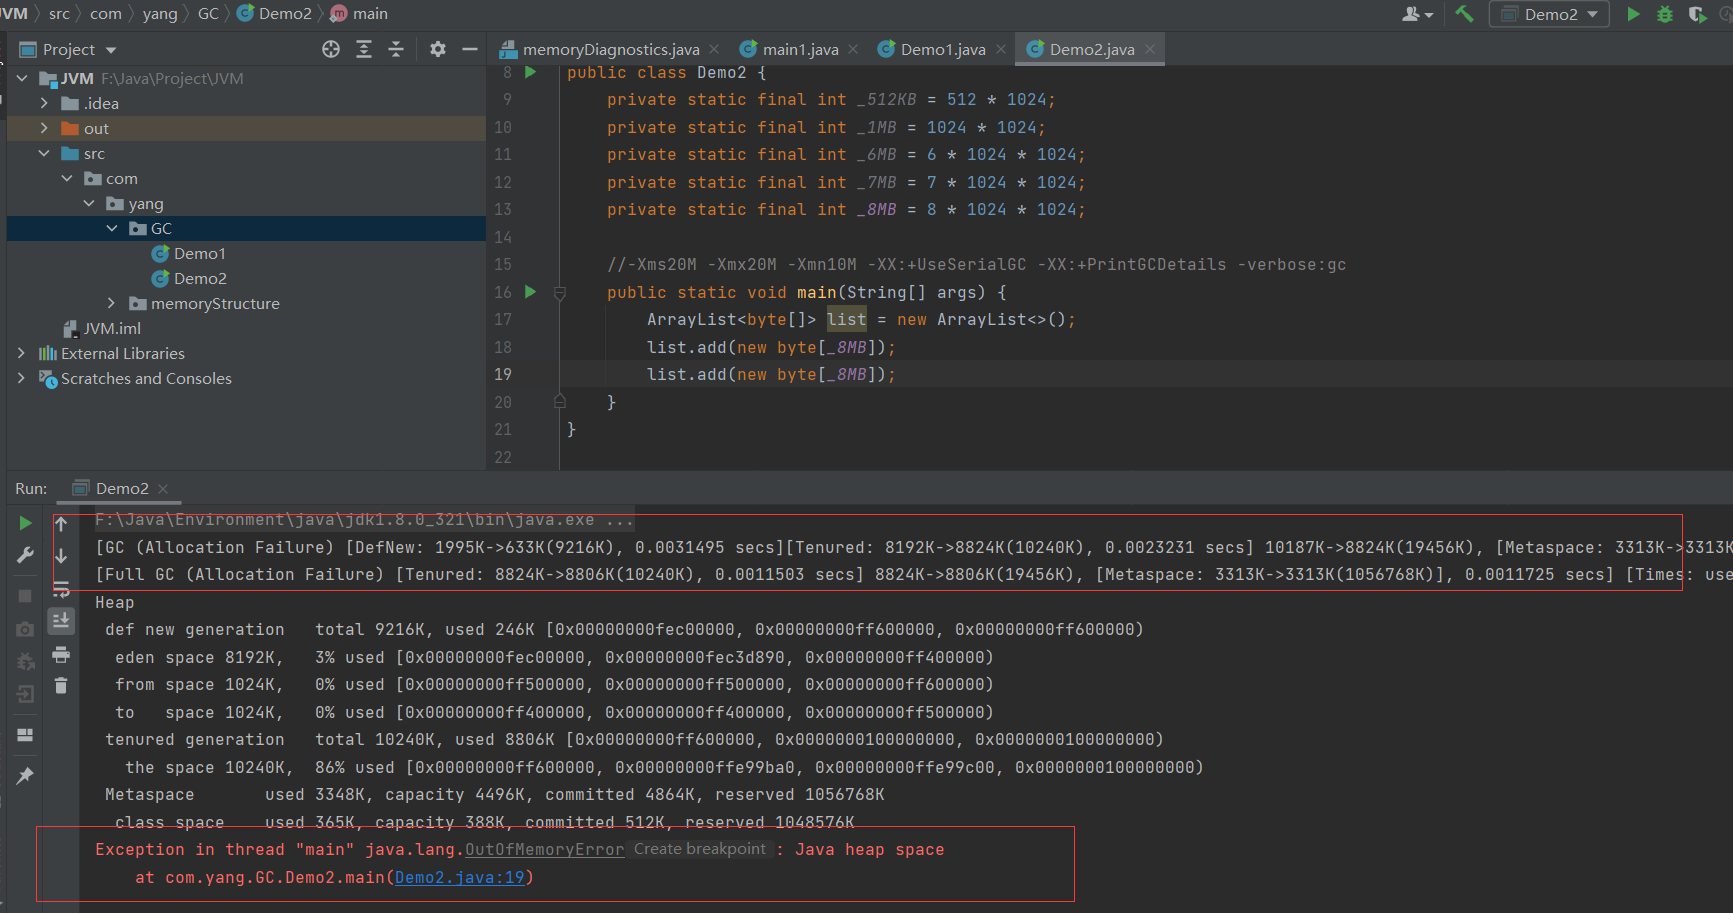 JVM src com yang GC Demo2 main Demo2
Project
memoryDiagnostics.java main1.java Demo1.java Demo2.java
JVM F:\Java\Project\JVM
.idea
out
src
com
yang
GC
Demo1
Demo2
memoryStructure
JVM.iml
External Libraries
Scratches and Consoles
8 public class Demo2 {
9 private static final int _512KB = 512 * 1024;
10 private static final int _1MB = 1024 * 1024;
11 private static final int _6MB = 6 * 1024 * 1024;
12 private static final int _7MB = 7 * 1024 * 1024;
13 private static final int _8MB = 8 * 1024 * 1024;
14
15 //-Xms20M -Xmx20M -Xmn10M -XX:+UseSerialGC -XX:+PrintGCDetails -verbose:gc
16 public static void main(String[] args) {
17 ArrayList<byte[]> list = new ArrayList<>();
18 list.add(new byte[_8MB]);
19 list.add(new byte[_8MB]);
20 }
21 }
22
Run: Demo2
F:\Java\Environment\java\jdk1.8.0_321\bin\java.exe ...
[GC (Allocation Failure) [DefNew: 1995K->633K(9216K), 0.0031495 secs][Tenured: 8192K->8824K(10240K), 0.0023231 secs] 10187K->8824K(19456K), [Metaspace: 3313K->3313K
[Full GC (Allocation Failure) [Tenured: 8824K->8806K(10240K), 0.0011503 secs] 8824K->8806K(19456K), [Metaspace: 3313K->3313K(1056768K)], 0.0011725 secs] [Times: use
Heap
def new generation total 9216K, used 246K [0x00000000fec00000, 0x00000000ff600000, 0x00000000ff600000)
eden space 8192K, 3% used [0x00000000fec00000, 0x00000000fec3d890, 0x00000000ff400000)
from space 1024K, 0% used [0x00000000ff500000, 0x00000000ff500000, 0x00000000ff600000)
to space 1024K, 0% used [0x00000000ff400000, 0x00000000ff400000, 0x00000000ff500000)
tenured generation total 10240K, used 8806K [0x00000000ff600000, 0x0000000100000000, 0x0000000100000000)
the space 10240K, 86% used [0x00000000ff600000, 0x00000000ffe99ba0, 0x00000000ffe99c00, 0x0000000100000000)
Metaspace used 3348K, capacity 4496K, committed 4864K, reserved 1056768K
class space used 365K, capacity 388K, committed 512K, reserved 1048576K
Exception in thread "main" java.lang.OutOfMemoryError Create breakpoint : Java heap space
at com.yang.GC.Demo2.main(Demo2.java:19)